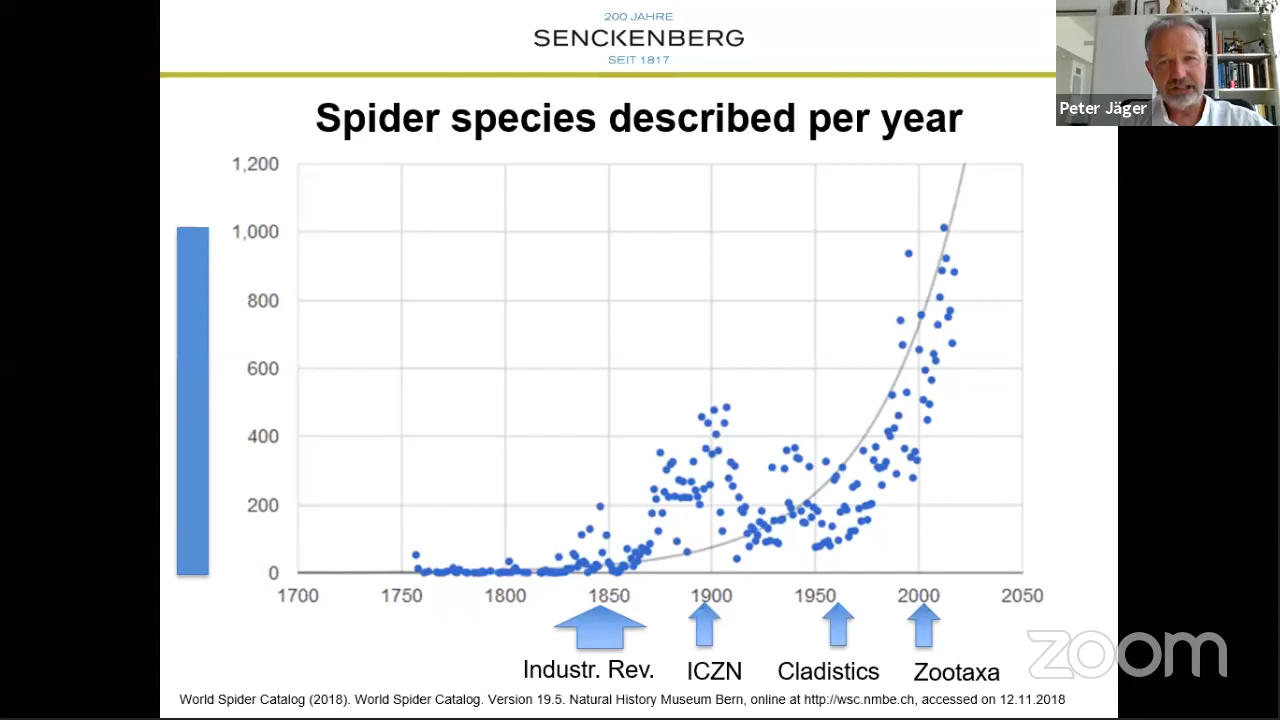 200 JAHRE
SENCKENBERG
SEIT 1817
Peter Jäger
Spider species described per year
1,200
1,000
800
600
400
200
0
1700 1750 1800 1850 1900 1950 2000 2050
Industr. Rev. ICZN Cladistics Zootaxa
zoom
World Spider Catalog (2018). World Spider Catalog. Version 19.5. Natural History Museum Bern, online at http://wsc.nmbe.ch, accessed on 12.11.2018